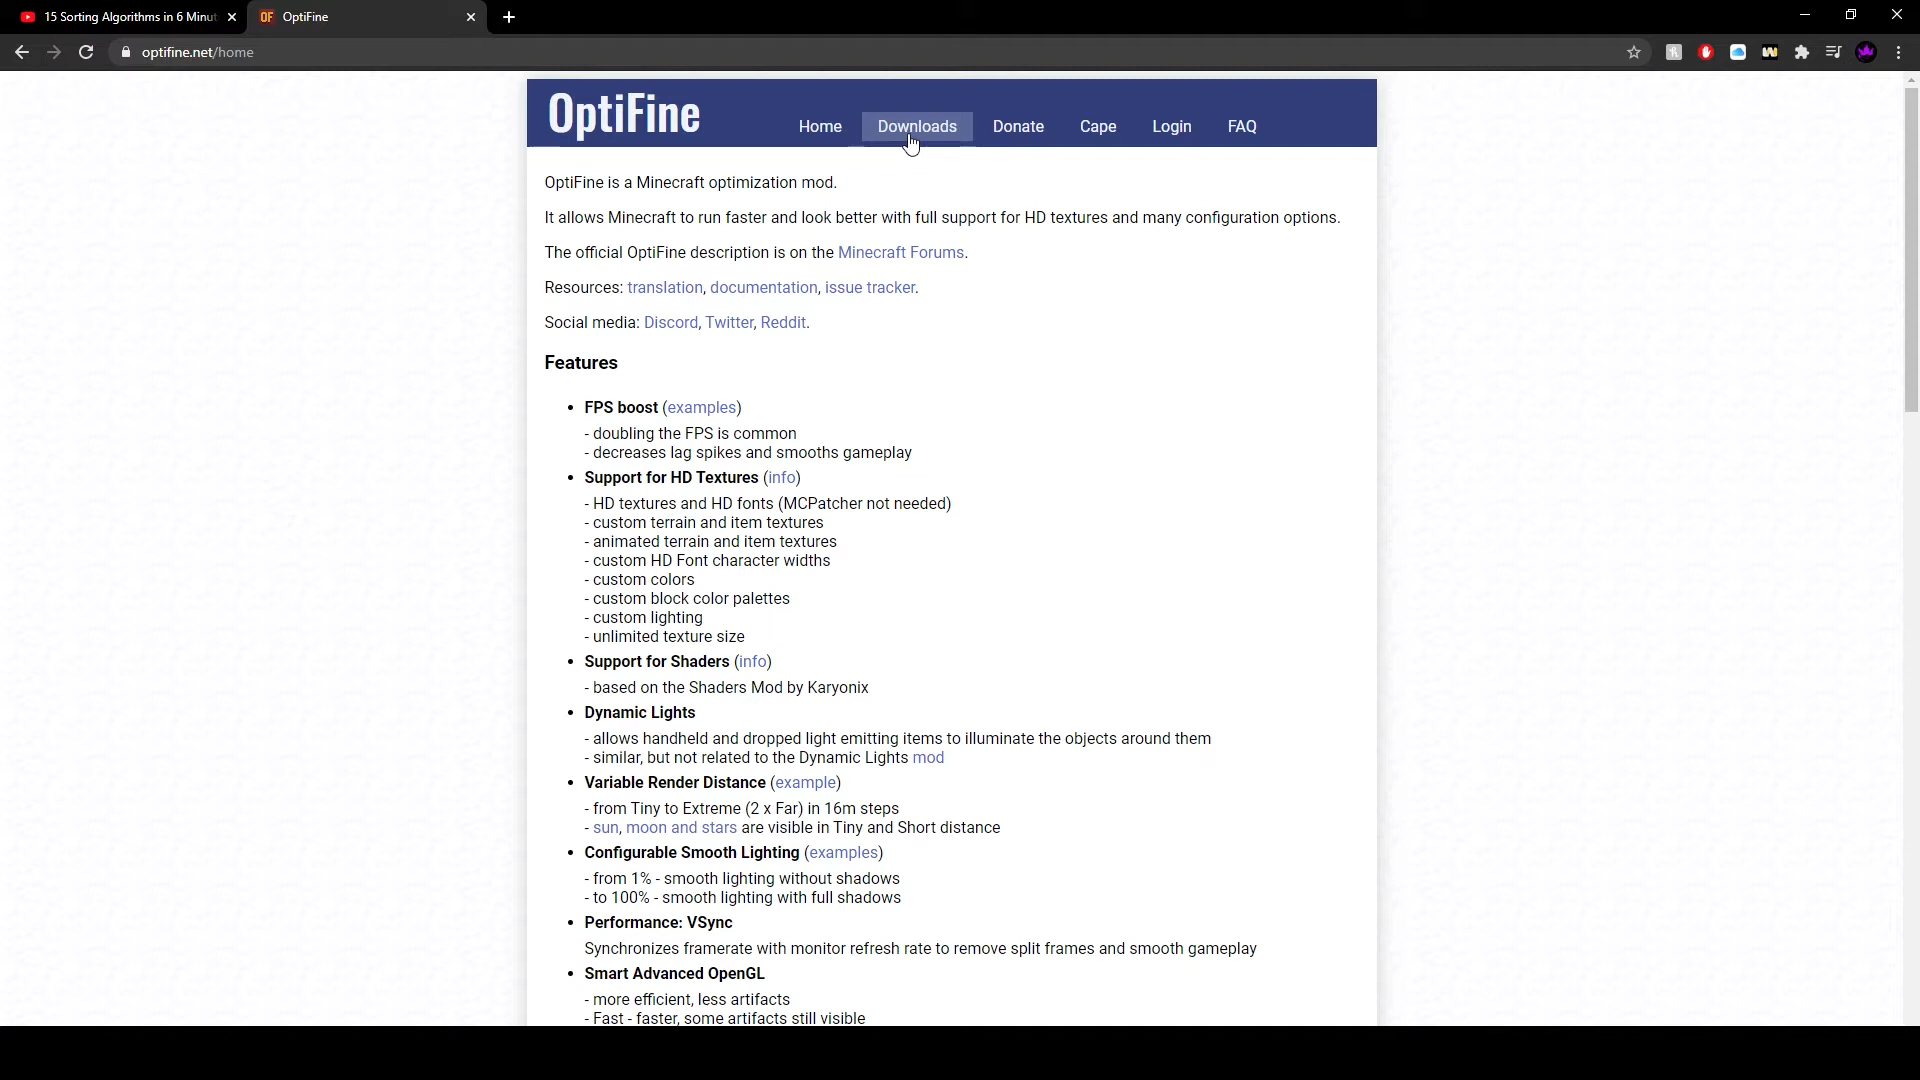 15 Sorting Algorithms in 6 Minut
OF OptiFine
optifine.net/home
OptiFine
Home Downloads Donate Cape Login FAQ
OptiFine is a Minecraft optimization mod.
It allows Minecraft to run faster and look better with full support for HD textures and many configuration options.
The official OptiFine description is on the Minecraft Forums.
Resources: translation, documentation, issue tracker.
Social media: Discord, Twitter, Reddit.
Features
• FPS boost (examples)
- doubling the FPS is common
- decreases lag spikes and smooths gameplay
• Support for HD Textures (info)
- HD textures and HD fonts (MCPatcher not needed)
- custom terrain and item textures
- animated terrain and item textures
- custom HD Font character widths
- custom colors
- custom block color palettes
- custom lighting
- unlimited texture size
• Support for Shaders (info)
- based on the Shaders Mod by Karyonix
• Dynamic Lights
- allows handheld and dropped light emitting items to illuminate the objects around them
- similar, but not related to the Dynamic Lights mod
• Variable Render Distance (example)
- from Tiny to Extreme (2 x Far) in 16m steps
- sun, moon and stars are visible in Tiny and Short distance
• Configurable Smooth Lighting (examples)
- from 1% - smooth lighting without shadows
- to 100% - smooth lighting with full shadows
• Performance: VSync
Synchronizes framerate with monitor refresh rate to remove split frames and smooth gameplay
• Smart Advanced OpenGL
- more efficient, less artifacts
- Fast - faster, some artifacts still visible